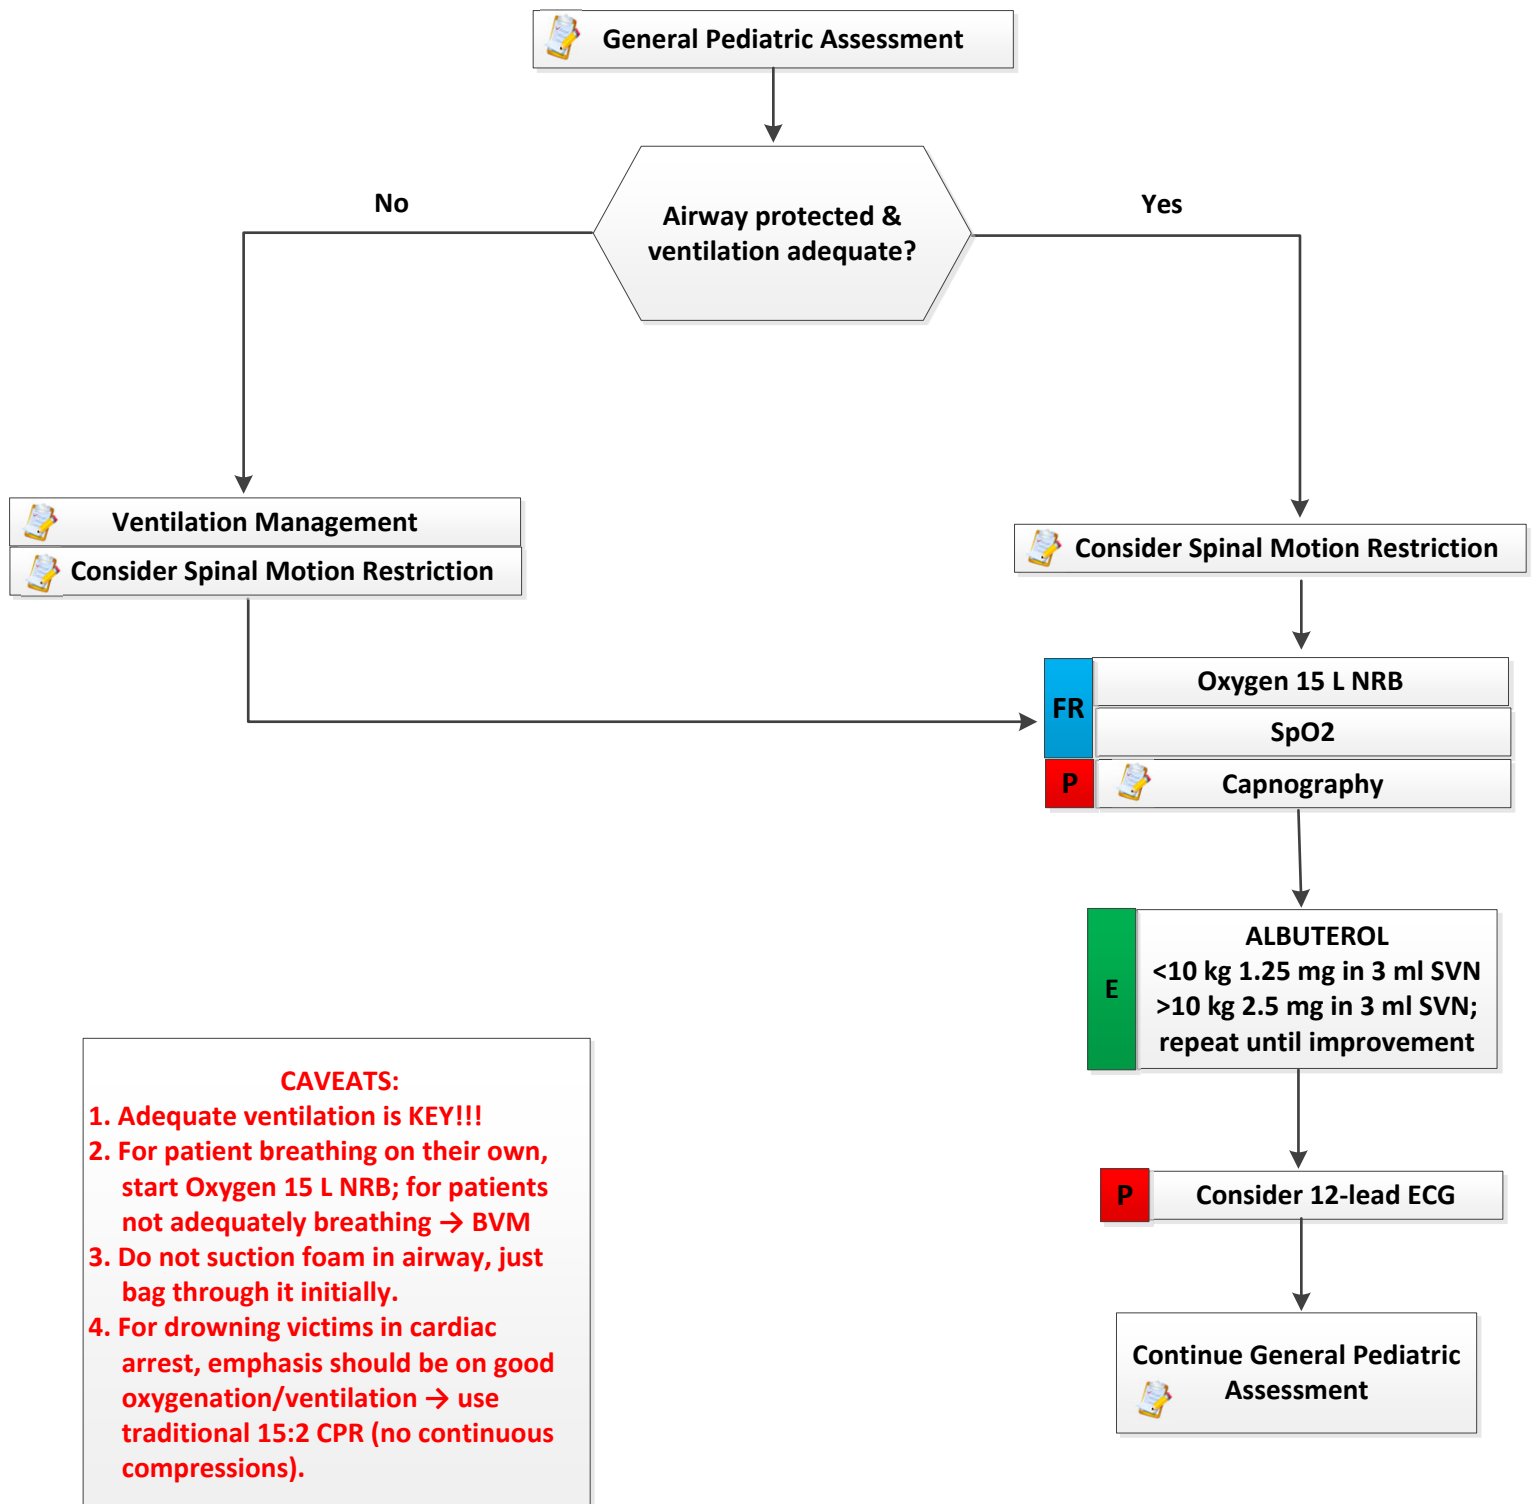 General Pediatric Assessment
Airway protected &
ventilation adequate?
No
Yes
Ventilation Management
Consider Spinal Motion Restriction
Consider Spinal Motion Restriction
FR
Oxygen 15 L NRB
SpO2
P
Capnography
E
ALBUTEROL
<10 kg 1.25 mg in 3 ml SVN
>10 kg 2.5 mg in 3 ml SVN;
repeat until improvement
P
Consider 12-lead ECG
Continue General Pediatric
Assessment
CAVEATS:
1. Adequate ventilation is KEY!!!
2. For patient breathing on their own,
start Oxygen 15 L NRB; for patients
not adequately breathing → BVM
3. Do not suction foam in airway, just
bag through it initially.
4. For drowning victims in cardiac
arrest, emphasis should be on good
oxygenation/ventilation → use
traditional 15:2 CPR (no continuous
compressions).